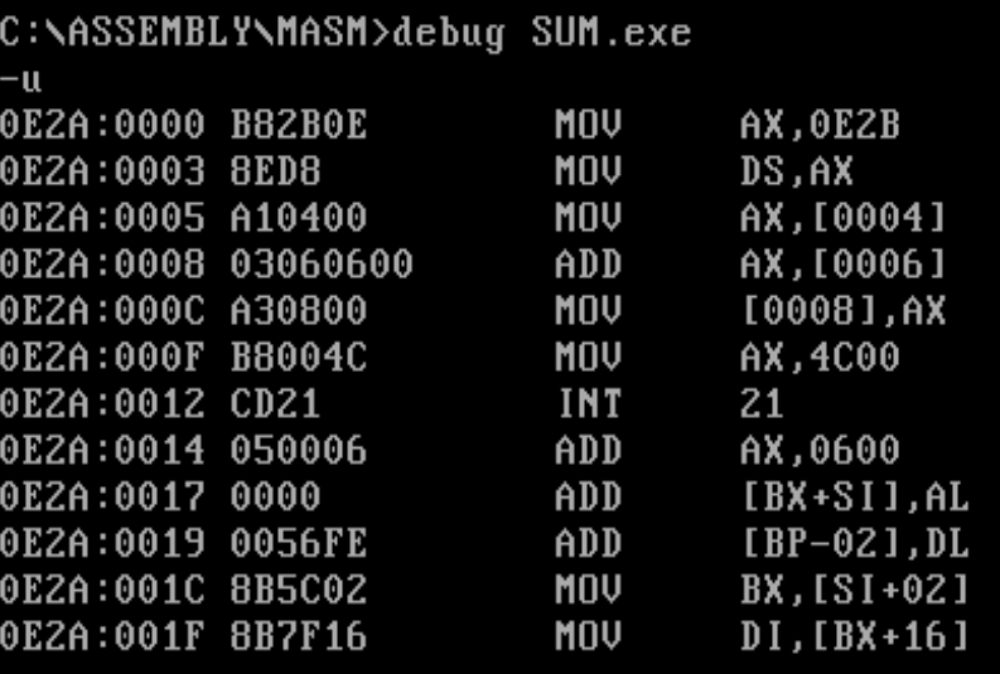 C:\ASSEMBLY\MASM>debug SUM.exe
-u
0E2A:0000 B82B0E MOV AX,0E2B
0E2A:0003 8ED8 MOV DS,AX
0E2A:0005 A10400 MOV AX,[0004]
0E2A:0008 03060600 ADD AX,[0006]
0E2A:000C A30800 MOV [0008],AX
0E2A:000F B8004C MOV AX,4C00
0E2A:0012 CD21 INT 21
0E2A:0014 050006 ADD AX,0600
0E2A:0017 0000 ADD [BX+SI],AL
0E2A:0019 0056FE ADD [BP-02],DL
0E2A:001C 8B5C02 MOV BX,[SI+02]
0E2A:001F 8B7F16 MOV DI,[BX+16]